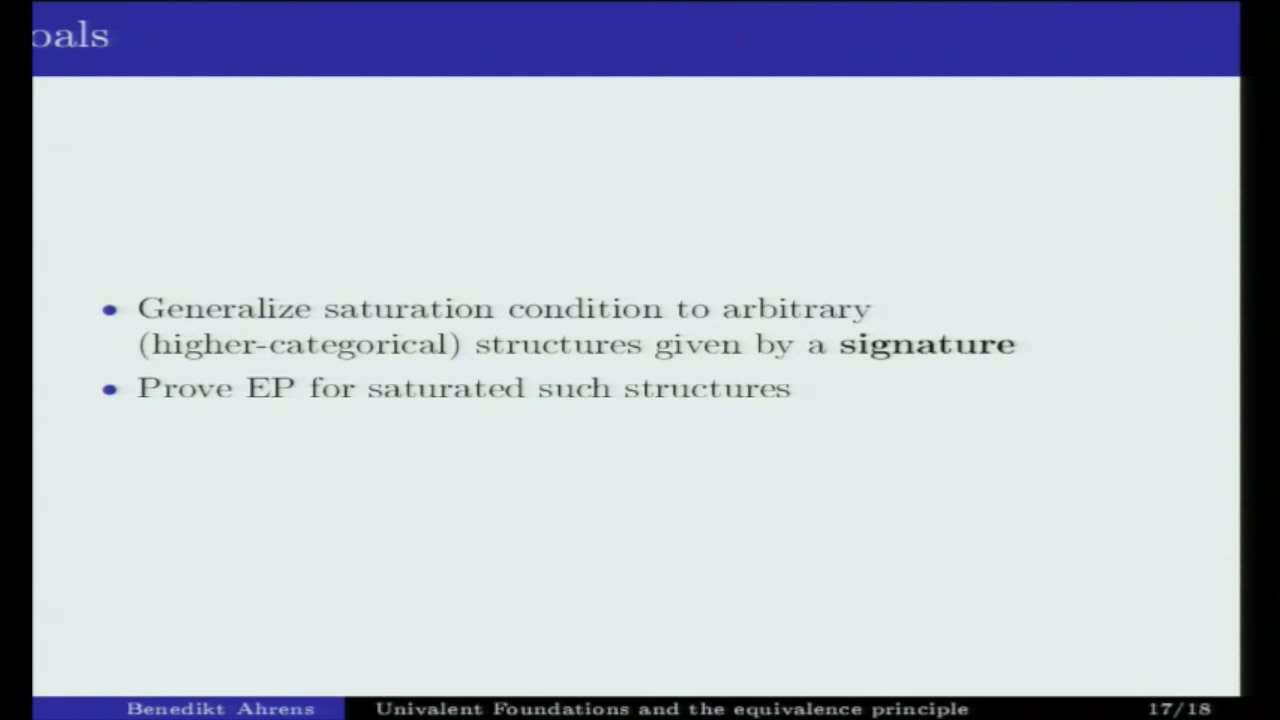 oals
• Generalize saturation condition to arbitrary
(higher-categorical) structures given by a signature
• Prove EP for saturated such structures
Benedikt Ahrens Univalent Foundations and the equivalence principle 17/18